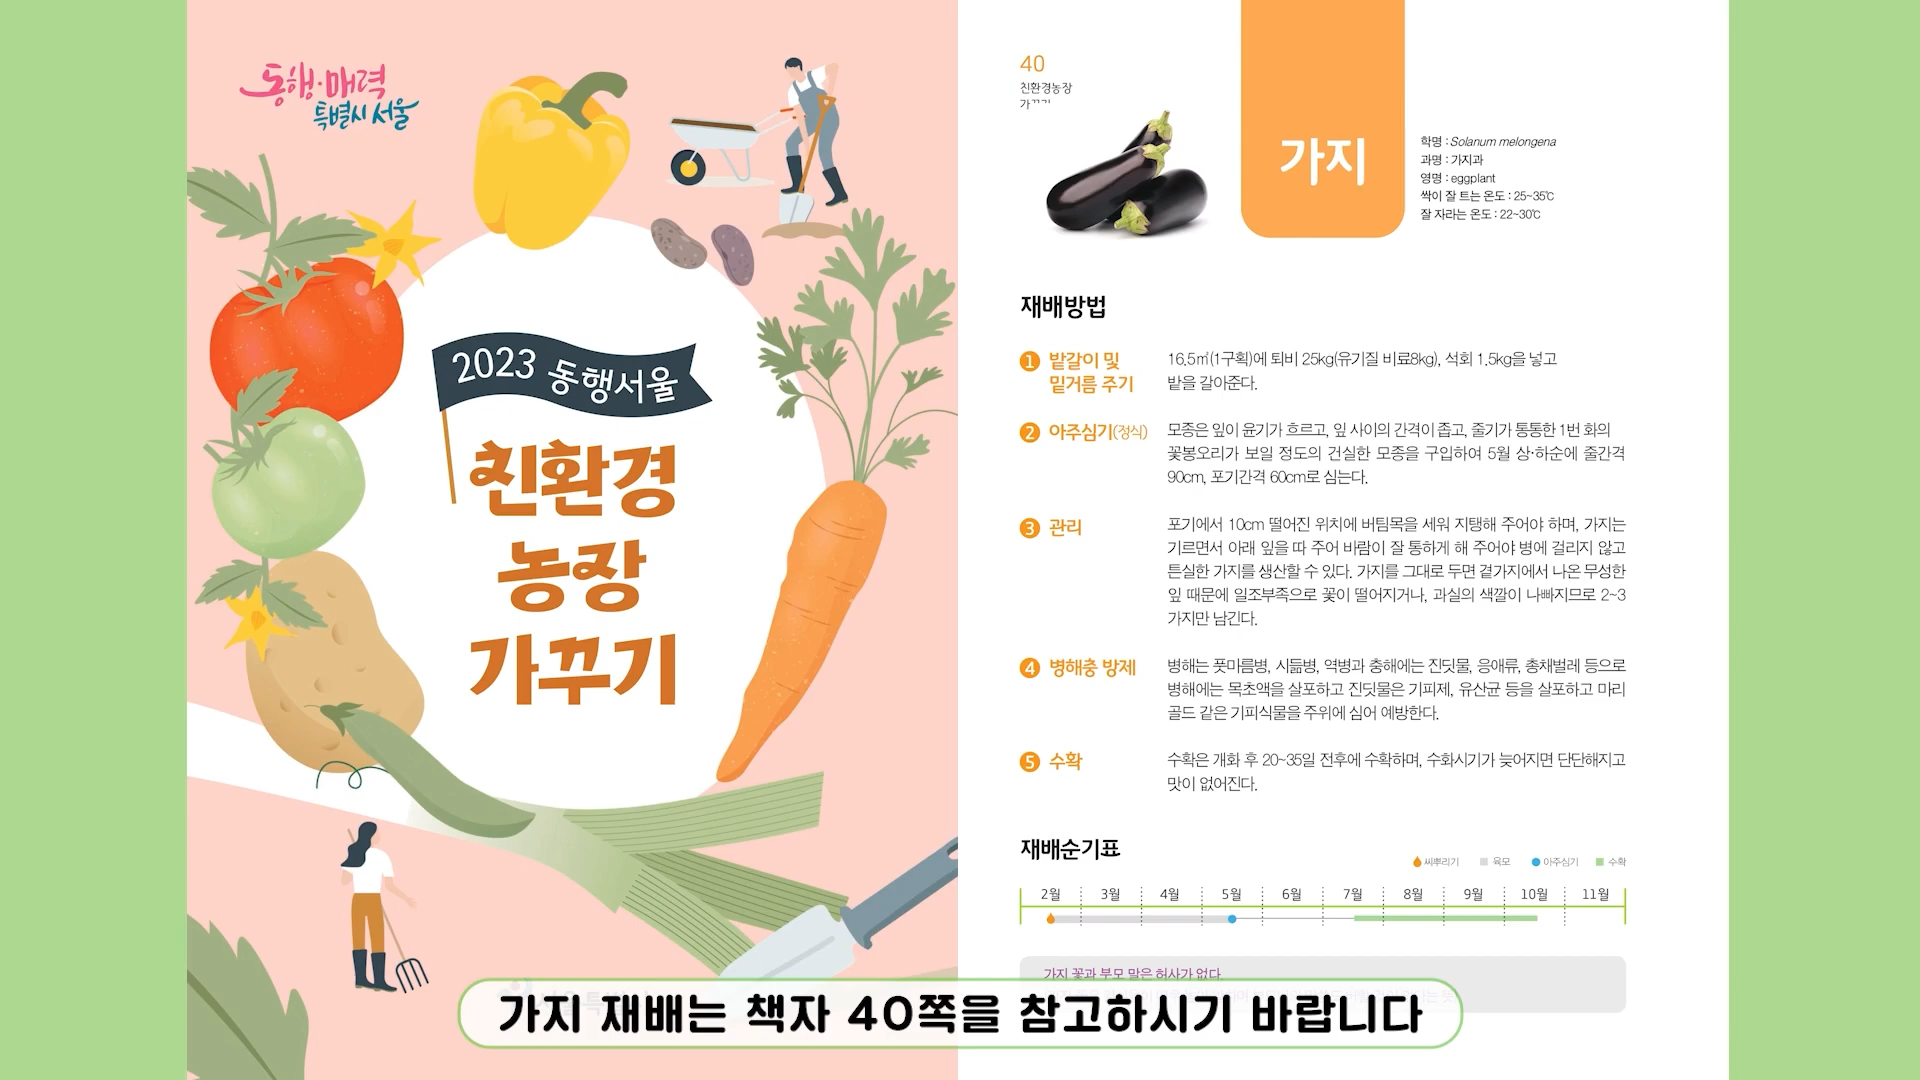 동행·매력
특별시 서울
2023 동행서울
친환경
농장
가꾸기
40
친환경농장
가꾸기
가지
학명 : Solanum melongena
과명 : 가지과
영명 : eggplant
싹이 잘 트는 온도 : 25~35℃
잘 자라는 온도 : 22~30℃
재배방법
1 밭갈이 및
밑거름 주기
16.5㎡(1구획)에 퇴비 25kg(유기질 비료8kg), 석회 1.5kg을 넣고
밭을 갈아준다.
2 아주심기(정식)
모종은 잎이 윤기가 흐르고, 잎 사이의 간격이 좁고, 줄기가 통통한 1번 화의
꽃봉오리가 보일 정도의 건실한 모종을 구입하여 5월 상·하순에 줄간격
90cm, 포기간격 60cm로 심는다.
3 관리
포기에서 10cm 떨어진 위치에 버팀목을 세워 지탱해 주어야 하며, 가지는
기르면서 아래 잎을 따 주어 바람이 잘 통하게 해 주어야 병에 걸리지 않고
튼실한 가지를 생산할 수 있다. 가지를 그대로 두면 곁가지에서 나온 무성한
잎 때문에 일조부족으로 꽃이 떨어지거나, 과실의 색깔이 나빠지므로 2~3
가지만 남긴다.
4 병해충 방제
병해는 풋마름병, 시듦병, 역병과 충해에는 진딧물, 응애류, 총채벌레 등으로
병해에는 목초액을 살포하고 진딧물은 기피제, 유산균 등을 살포하고 마리
골드 같은 기피식물을 주위에 심어 예방한다.
5 수확
수확은 개화 후 20~35일 전후에 수확하며, 수화시기가 늦어지면 단단해지고
맛이 없어진다.
재배순기표
씨뿌리기 육모 아주심기 수확
2월 3월 4월 5월 6월 7월 8월 9월 10월 11월
가지 꽃과 부모 말은 허사가 없다.
가지 재배는 책자 40쪽을 참고하시기 바랍니다